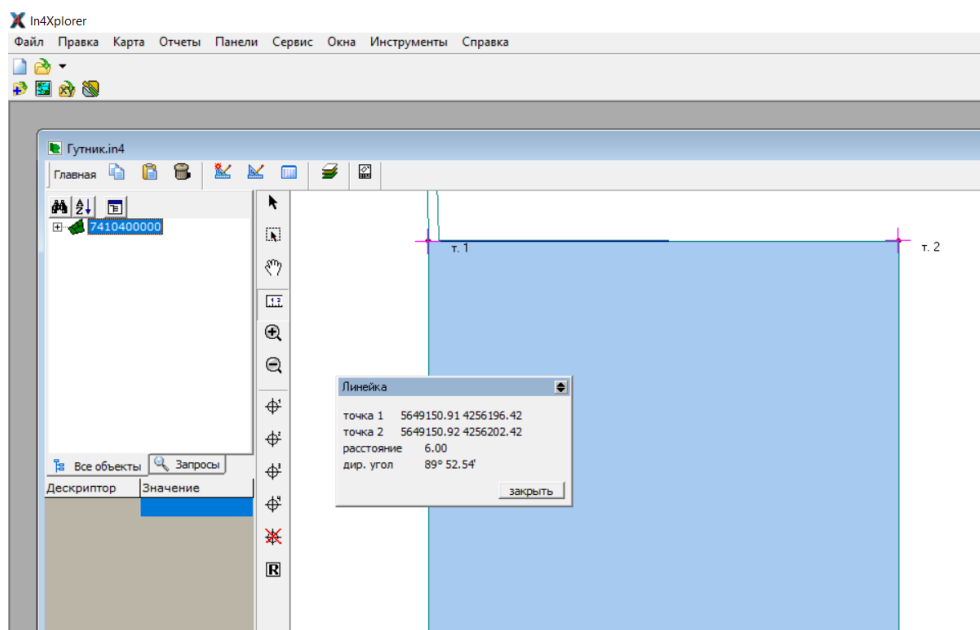 In4Xplorer
Файл Правка Карта Отчеты Панели Сервис Окна Инструменты Справка
Гутник.in4
Главная
7410400000
т. 1
т. 2
Линейка
точка 1 5649150.91 4256196.42
точка 2 5649150.92 4256202.42
расстояние 6.00
дир. угол 89° 52.54'
закрыть
Все объекты Запросы
Дескриптор Значение
R